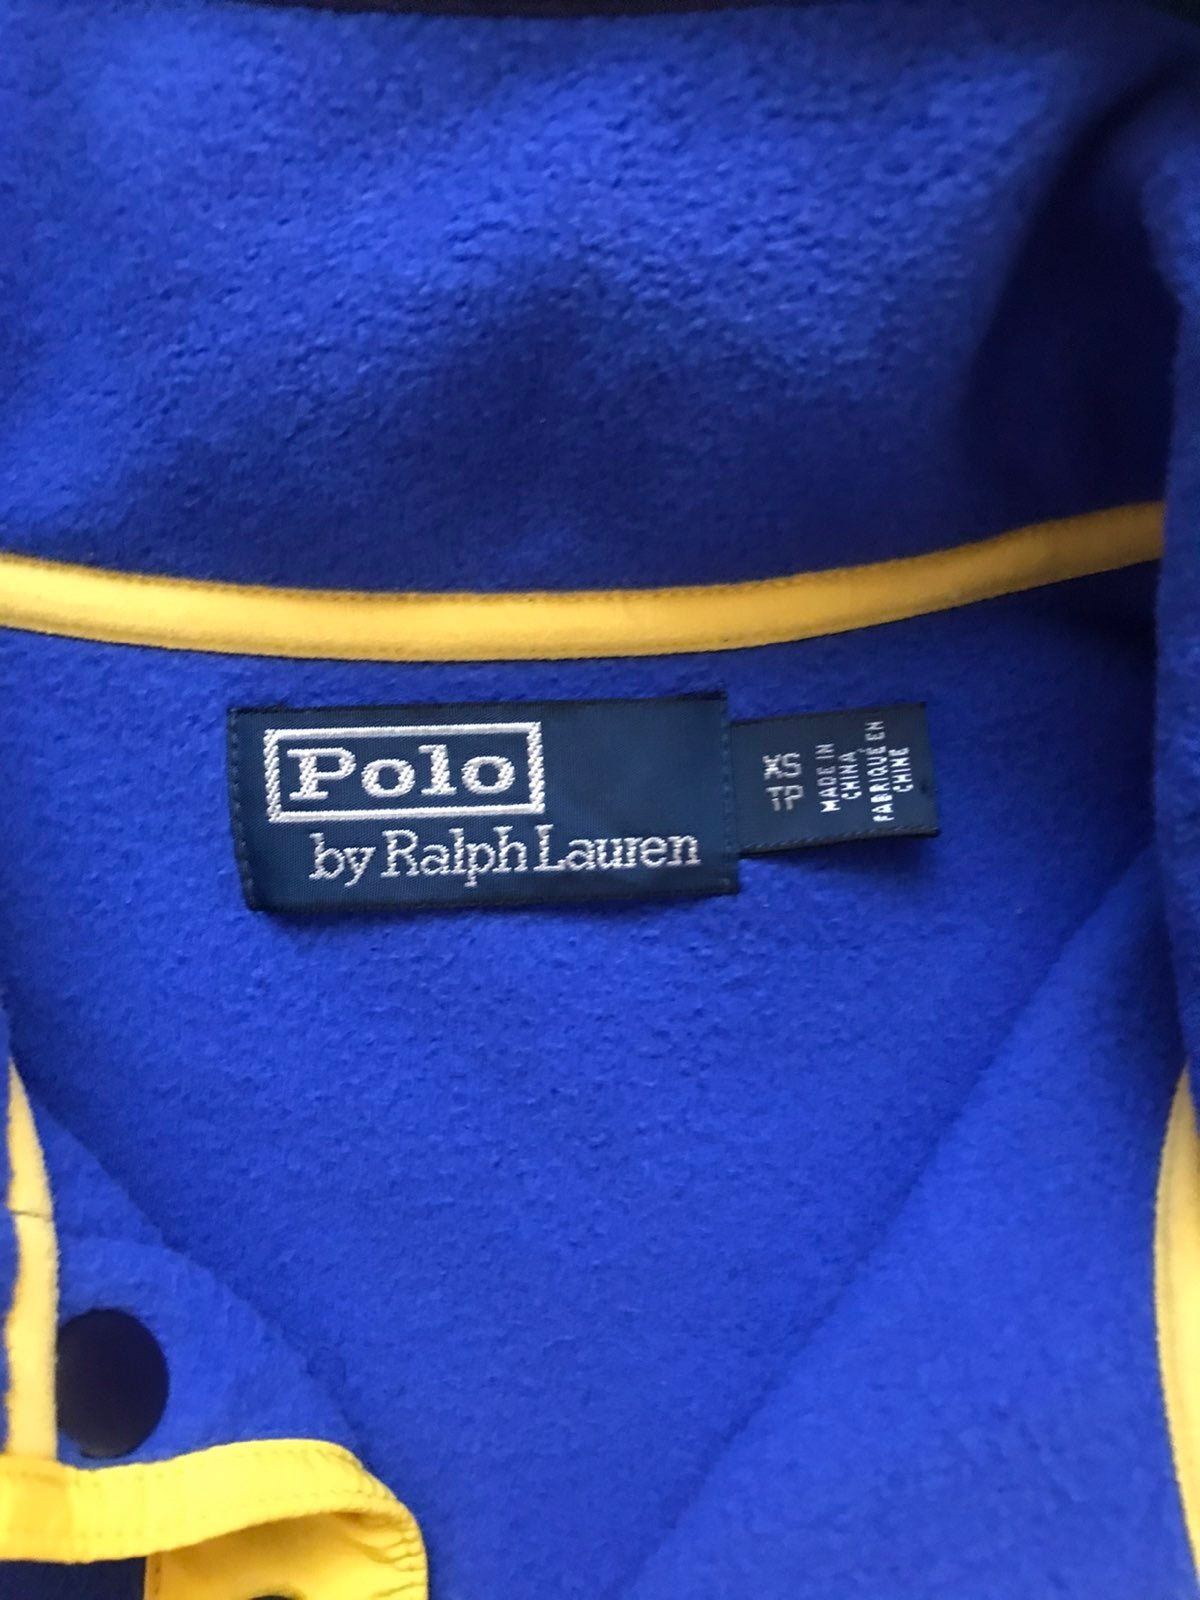 Polo
by Ralph Lauren
XS
TP
MADE IN
CHINA
FABRIQUÉ EN
CHINE